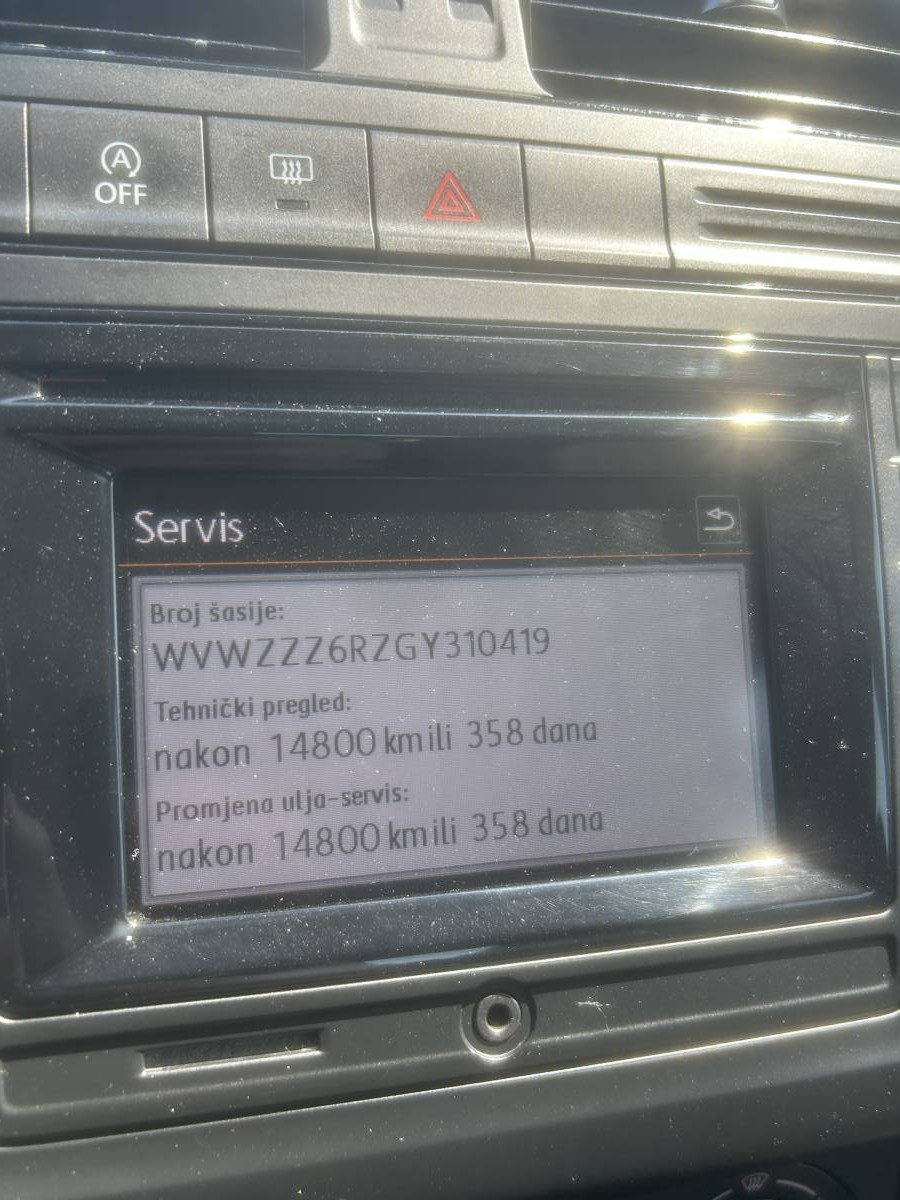 A
OFF
Servis
Broj šasije:
WVWZZZ6RZGY310419
Tehnički pregled:
nakon 14800 km ili 358 dana
Promjena ulja-servis:
nakon 14800 km ili 358 dana